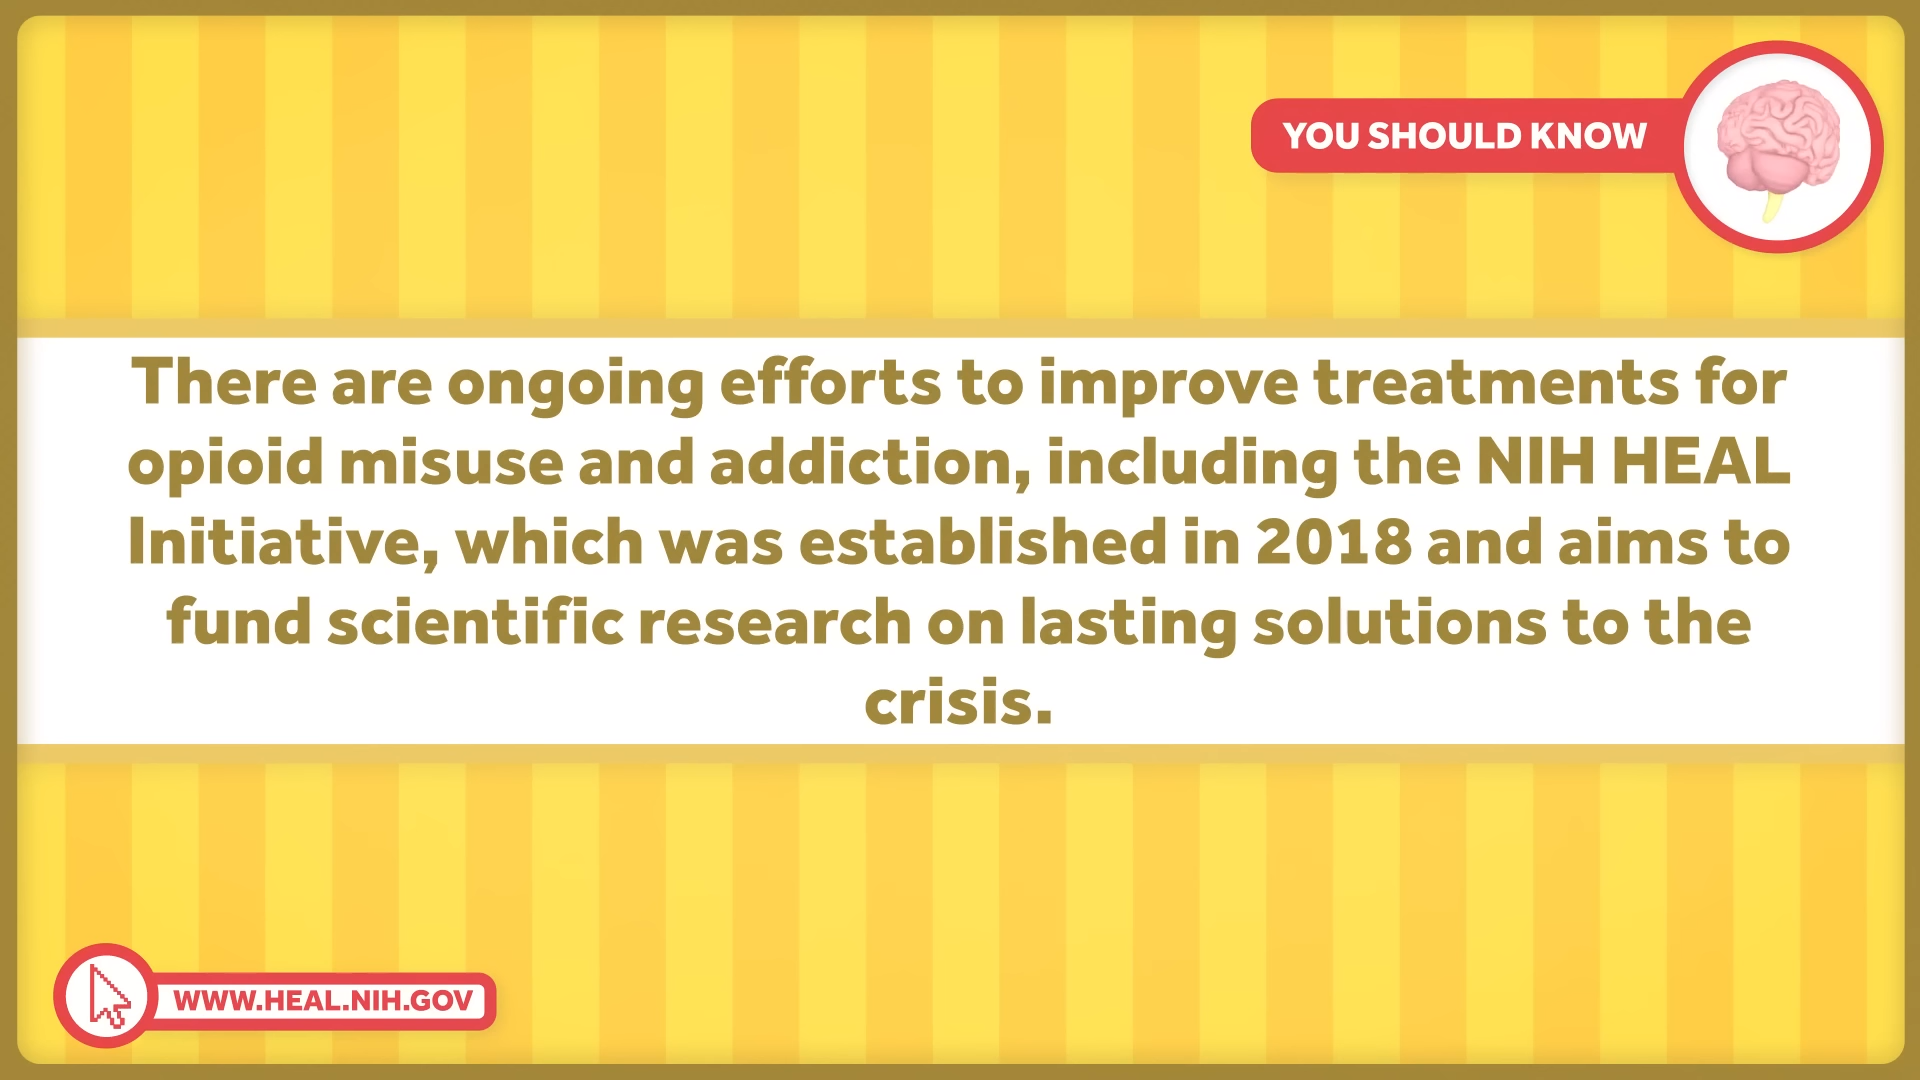 YOU SHOULD KNOW
There are ongoing efforts to improve treatments for
opioid misuse and addiction, including the NIH HEAL
Initiative, which was established in 2018 and aims to
fund scientific research on lasting solutions to the
crisis.
WWW.HEAL.NIH.GOV